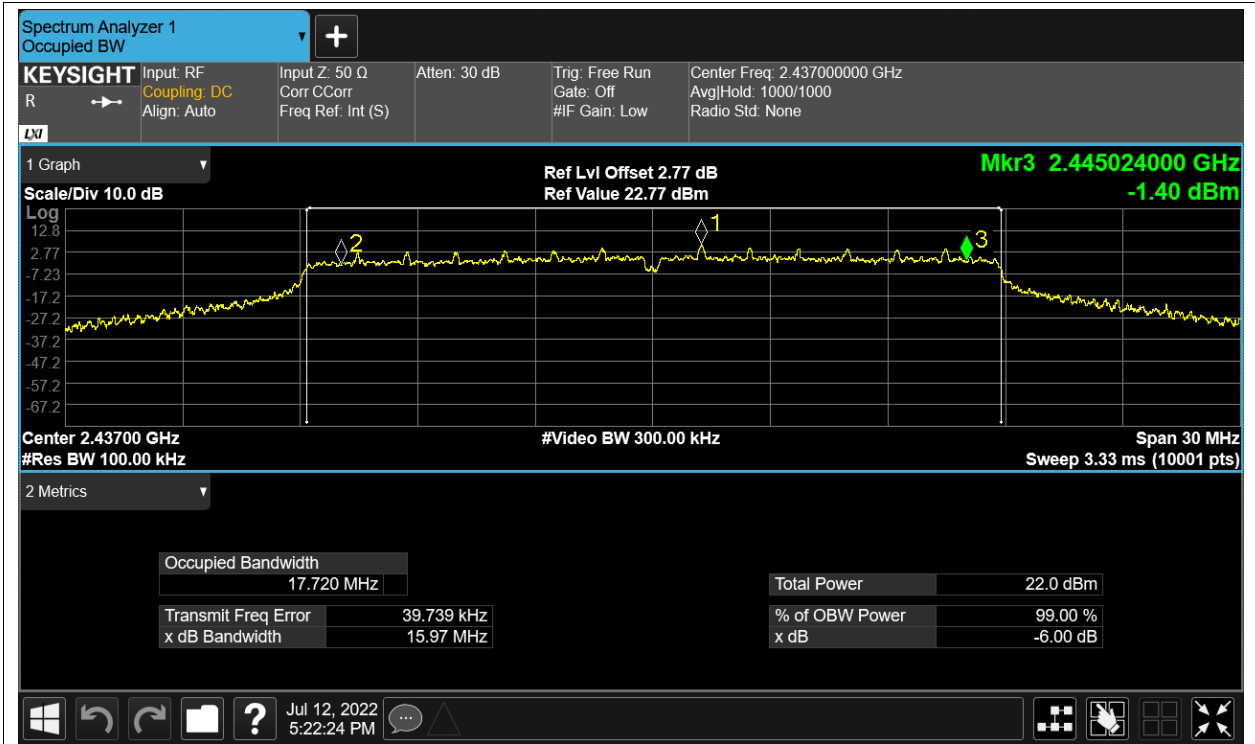 Spectrum Analyzer 1
Occupied BW
+
KEYSIGHT
R
LXI
Input: RF
Coupling: DC
Align: Auto
Input Z: 50 Ω
Corr CCorr
Freq Ref: Int (S)
Atten: 30 dB
Trig: Free Run
Gate: Off
#IF Gain: Low
Center Freq: 2.437000000 GHz
Avg|Hold: 1000/1000
Radio Std: None
1 Graph
Scale/Div 10.0 dB
Ref Lvl Offset 2.77 dB
Ref Value 22.77 dBm
Mkr3 2.445024000 GHz
-1.40 dBm
Log
12.8
2.77
-7.23
-17.2
-27.2
-37.2
-47.2
-57.2
-67.2
2
1
3
Center 2.43700 GHz
#Res BW 100.00 kHz
#Video BW 300.00 kHz
Span 30 MHz
Sweep 3.33 ms (10001 pts)
2 Metrics
Occupied Bandwidth
17.720 MHz
Transmit Freq Error 39.739 kHz
x dB Bandwidth 15.97 MHz
Total Power 22.0 dBm
% of OBW Power 99.00 %
x dB -6.00 dB
?
Jul 12, 2022
5:22:24 PM